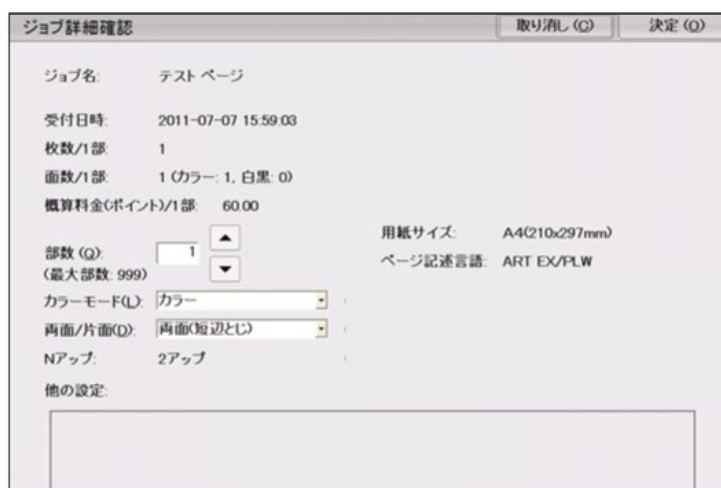 ジョブ詳細確認 取り消し(C) 決定(O)
ジョブ名: テスト ページ
受付日時: 2011-07-07 15:59:03
枚数/1部: 1
面数/1部: 1 (カラー: 1, 白黒: 0)
概算料金(ポイント)/1部: 60.00
用紙サイズ: A4(210x297mm)
部数(Q): 1
ページ記述言語: ART EX/PLW
(最大部数: 999)
カラーモード(L): カラー
両面/片面(D): 両面(短辺とじ)
Nアップ: 2アップ
他の設定: